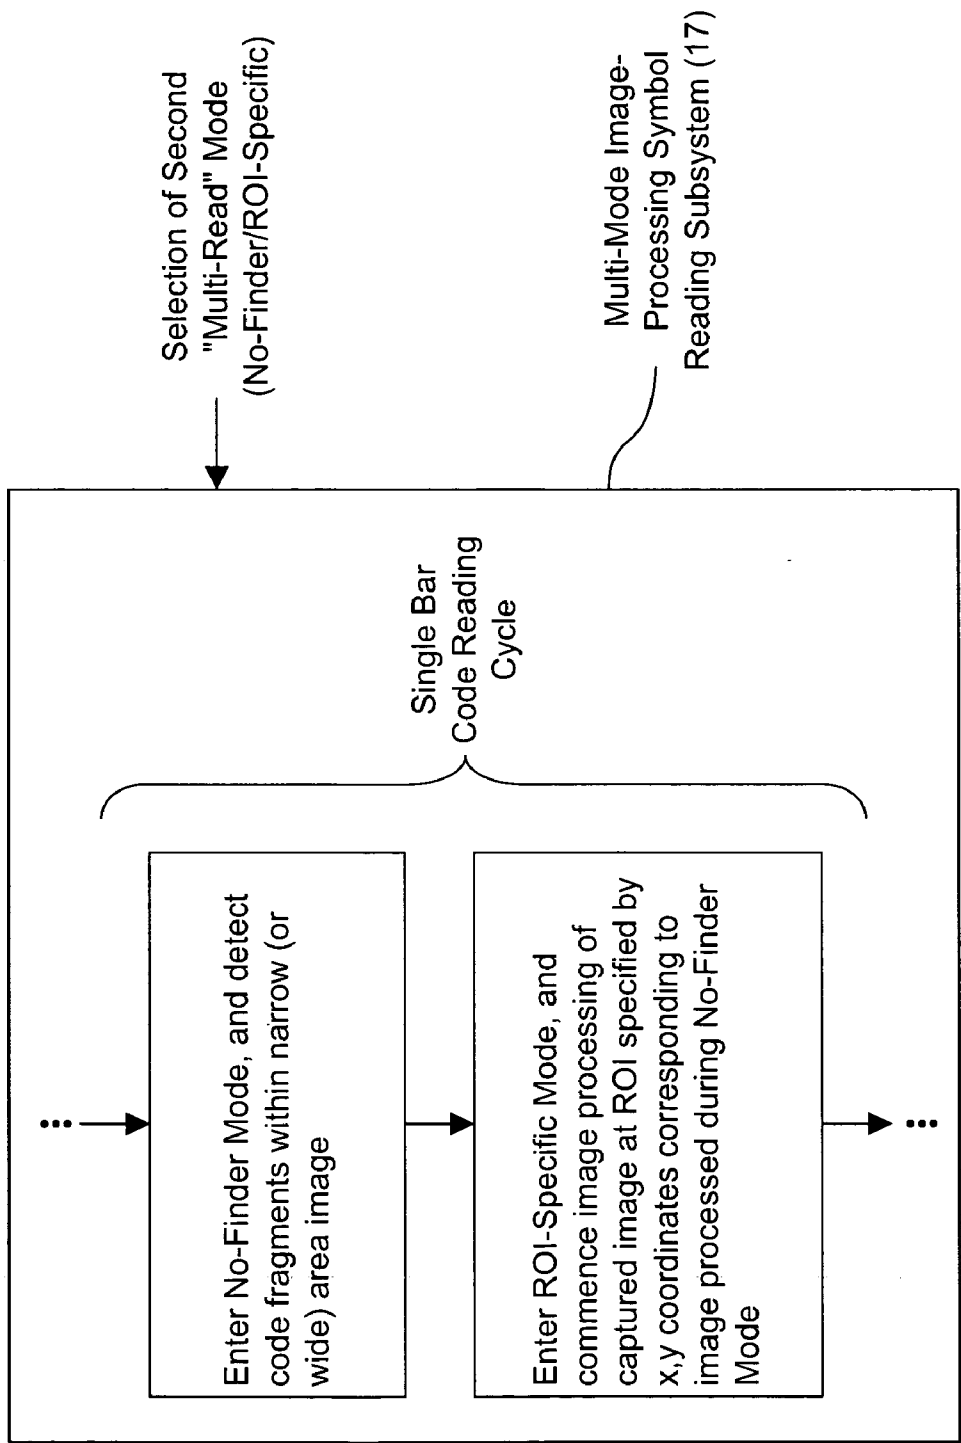 Selection of Second
"Multi-Read" Mode
(No-Finder/ROI-Specific)
Multi-Mode Image-
Processing Symbol
Reading Subsystem (17)
Single Bar
Code Reading
Cycle
Enter No-Finder Mode, and detect
code fragments within narrow (or
wide) area image
Enter ROI-Specific Mode, and
commence image processing of
captured image at ROI specified by
x,y coordinates corresponding to
image processed during No-Finder
Mode